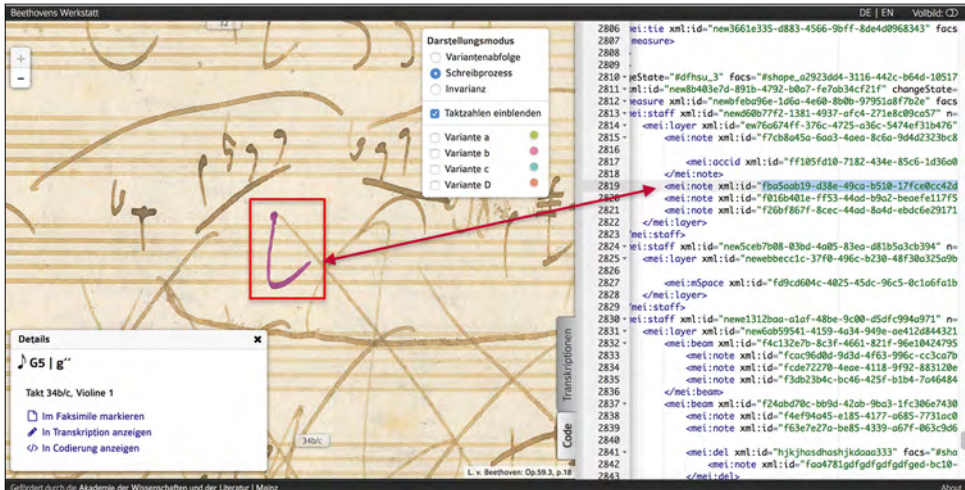 Beethovens Werkstatt
DE | EN
Vollbild:
32
+
-
Darstellungsmodus
Variantenabfolge
Schreibprozess
Invarianz
Taktzahlen einblenden
Variante a
Variante b
Variante c
Variante D
Details
G5 | g′′
Takt 34b/c, Violine 1
Im Faksimile markieren
In Transkription anzeigen
</> In Codierung anzeigen
34b/c
L. v. Beethoven: Op.59.3, p.18
Transkriptionen
Code
2806 mei:tie xml:id="new3661e335-d883-4566-9bff-8de4d0968343" facs
2807 measure>
2808
2809
2810 geState="#dfhsu_3" facs="#shape_a2923dd4-3116-442c-b64d-10517
2811 xml:id="new8b403e7d-891b-4792-b0a7-fe7ab34cf21f" changeState=
2812 measure xml:id="newbfeba96e-1d6a-4e60-8b0b-97951a8f7b2e" facs
2813 mei:staff xml:id="newd60b77f2-1381-4937-afc4-271e8c09ca57" n=
2814 <mei:layer xml:id="ew76a674ff-376c-4725-a36c-5474ef31b476"
2815 <mei:note xml:id="f7cb8a45a-6aa3-4aea-8c6a-9d4d2323bc8
2816
2817 <mei:accid xml:id="ff105fd10-7182-434e-85c6-1d36a0
2818 </mei:note>
2819 <mei:note xml:id="fba5aab19-d38e-49ca-b510-17fce0cc42d
2820 <mei:note xml:id="f016b401e-ff53-44ad-b9a2-beaefe117f5
2821 <mei:note xml:id="f26bf867f-8cec-44ad-8a4d-ebdc6e29171
2822 </mei:layer>
2823 /mei:staff>
2824 mei:staff xml:id="new5ceb7b08-03bd-4a05-83ea-d81b5a3cb394" n=
2825 <mei:layer xml:id="newebbecc1c-37f0-496c-b230-48f30a325a9b
2826
2827 <mei:mSpace xml:id="fd9cd604c-4025-45dc-96c5-0c1a6fa1b
2828 </mei:layer>
2829 /mei:staff>
2830 mei:staff xml:id="newe1312baa-a1af-48be-9c00-d5dfc994a971" n=
2831 <mei:layer xml:id="new6ab59541-4159-4a34-949e-ae412d844321
2832 <mei:beam xml:id="f4c132e7b-8c3f-4661-821f-96e10424795
2833 <mei:note xml:id="fcac96d0d-9d3d-4f63-996c-cc3ca7b
2834 <mei:note xml:id="fcde72270-4eae-4118-9f92-883120e
2835 <mei:note xml:id="f3db23b4c-bc46-425f-b1b4-7a46484
2836 </mei:beam>
2837 <mei:beam xml:id="f24abd70c-bb9d-42ab-9ba3-1fc306e7430
2838 <mei:note xml:id="f4ef94a45-e185-4177-a685-7731ac0
2839 <mei:note xml:id="f63e7e27a-be85-4339-a67f-063c9d6
2840
2841 <mei:del xml:id="hjkjhasdhashjkdaaa333" facs="#sha
2842 <mei:note xml:id="faa4781gdfgdfgdfgdfged-bc10-
2843 </mei:del>
Gefördert durch die Akademie der Wissenschaften und der Literatur | Mainz
About